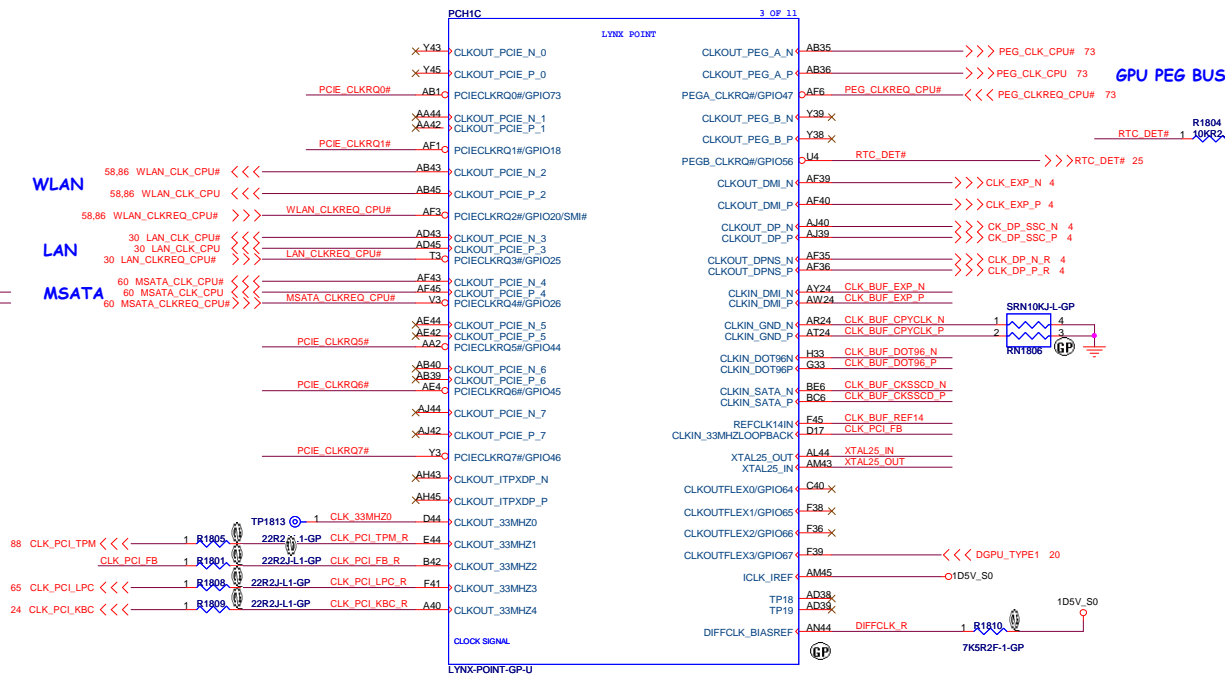 PCH1C 3 OF 11
LYNX POINT
Y43 CLKOUT_PCIE_N_0
Y45 CLKOUT_PCIE_P_0
PCIE_CLKRQ0# AB1 PCIECLKRQ0#/GPIO73
AA44 CLKOUT_PCIE_N_1
AA42 CLKOUT_PCIE_P_1
PCIE_CLKRQ1# AF1 PCIECLKRQ1#/GPIO18
WLAN
58,86 WLAN_CLK_CPU# AB43 CLKOUT_PCIE_N_2
58,86 WLAN_CLK_CPU AB45 CLKOUT_PCIE_P_2
58,86 WLAN_CLKREQ_CPU# WLAN_CLKREQ_CPU# AF3 PCIECLKRQ2#/GPIO20/SMI#
LAN
30 LAN_CLK_CPU# AD43 CLKOUT_PCIE_N_3
30 LAN_CLK_CPU AD45 CLKOUT_PCIE_P_3
30 LAN_CLKREQ_CPU# LAN_CLKREQ_CPU# T3 PCIECLKRQ3#/GPIO25
MSATA
60 MSATA_CLK_CPU# AF43 CLKOUT_PCIE_N_4
60 MSATA_CLK_CPU AF45 CLKOUT_PCIE_P_4
60 MSATA_CLKREQ_CPU# MSATA_CLKREQ_CPU# V3 PCIECLKRQ4#/GPIO26
AE44 CLKOUT_PCIE_N_5
AE42 CLKOUT_PCIE_P_5
PCIE_CLKRQ5# AA2 PCIECLKRQ5#/GPIO44
AB40 CLKOUT_PCIE_N_6
AB39 CLKOUT_PCIE_P_6
PCIE_CLKRQ6# AE4 PCIECLKRQ6#/GPIO45
AJ44 CLKOUT_PCIE_N_7
AJ42 CLKOUT_PCIE_P_7
PCIE_CLKRQ7# Y3 PCIECLKRQ7#/GPIO46
AH43 CLKOUT_ITPXDP_N
AH45 CLKOUT_ITPXDP_P
TP1813 1 CLK_33MHZ0 D44 CLKOUT_33MHZ0
88 CLK_PCI_TPM 1 R1805 22R2J-L1-GP CLK_PCI_TPM_R E44 CLKOUT_33MHZ1
CLK_PCI_FB 1 R1801 22R2J-L1-GP CLK_PCI_FB_R B42 CLKOUT_33MHZ2
65 CLK_PCI_LPC 1 R1808 22R2J-L1-GP CLK_PCI_LPC_R F41 CLKOUT_33MHZ3
24 CLK_PCI_KBC 1 R1809 22R2J-L1-GP CLK_PCI_KBC_R A40 CLKOUT_33MHZ4
CLOCK SIGNAL
LYNX-POINT-GP-U
CLKOUT_PEG_A_N AB35 PEG_CLK_CPU# 73
CLKOUT_PEG_A_P AB36 PEG_CLK_CPU 73
GPU PEG BUS
PEGA_CLKRQ#/GPIO47 AF6 PEG_CLKREQ_CPU# PEG_CLKREQ_CPU# 73
CLKOUT_PEG_B_N Y39
CLKOUT_PEG_B_P Y38
R1804
RTC_DET# 1 10KR2
PEGB_CLKRQ#/GPIO56 U4 RTC_DET# RTC_DET# 25
CLKOUT_DMI_N AF39 CLK_EXP_N 4
CLKOUT_DMI_P AF40 CLK_EXP_P 4
CLKOUT_DP_N AJ40 CK_DP_SSC_N 4
CLKOUT_DP_P AJ39 CK_DP_SSC_P 4
CLKOUT_DPNS_N AF35 CLK_DP_N_R 4
CLKOUT_DPNS_P AF36 CLK_DP_P_R 4
CLKIN_DMI_N AY24 CLK_BUF_EXP_N
CLKIN_DMI_P AW24 CLK_BUF_EXP_P
SRN10KJ-L-GP
CLKIN_GND_N AR24 CLK_BUF_CPYCLK_N 1 4
CLKIN_GND_P AT24 CLK_BUF_CPYCLK_P 2 3
RN1806 GP
CLKIN_DOT96N H33 CLK_BUF_DOT96_N
CLKIN_DOT96P G33 CLK_BUF_DOT96_P
CLKIN_SATA_N BE6 CLK_BUF_CKSSCD_N
CLKIN_SATA_P BC6 CLK_BUF_CKSSCD_P
REFCLK14IN F45 CLK_BUF_REF14
CLKIN_33MHZLOOPBACK D17 CLK_PCI_FB
XTAL25_OUT AL44 XTAL25_IN
XTAL25_IN AM43 XTAL25_OUT
CLKOUTFLEX0/GPIO64 C40
CLKOUTFLEX1/GPIO65 F38
CLKOUTFLEX2/GPIO66 F36
CLKOUTFLEX3/GPIO67 F39 DGPU_TYPE1 20
ICLK_IREF AM45 1D5V_S0
TP18 AD38
TP19 AD39
1D5V_S0
DIFFCLK_BIASREF AN44 DIFFCLK_R 1 R1810
GP 7K5R2F-1-GP